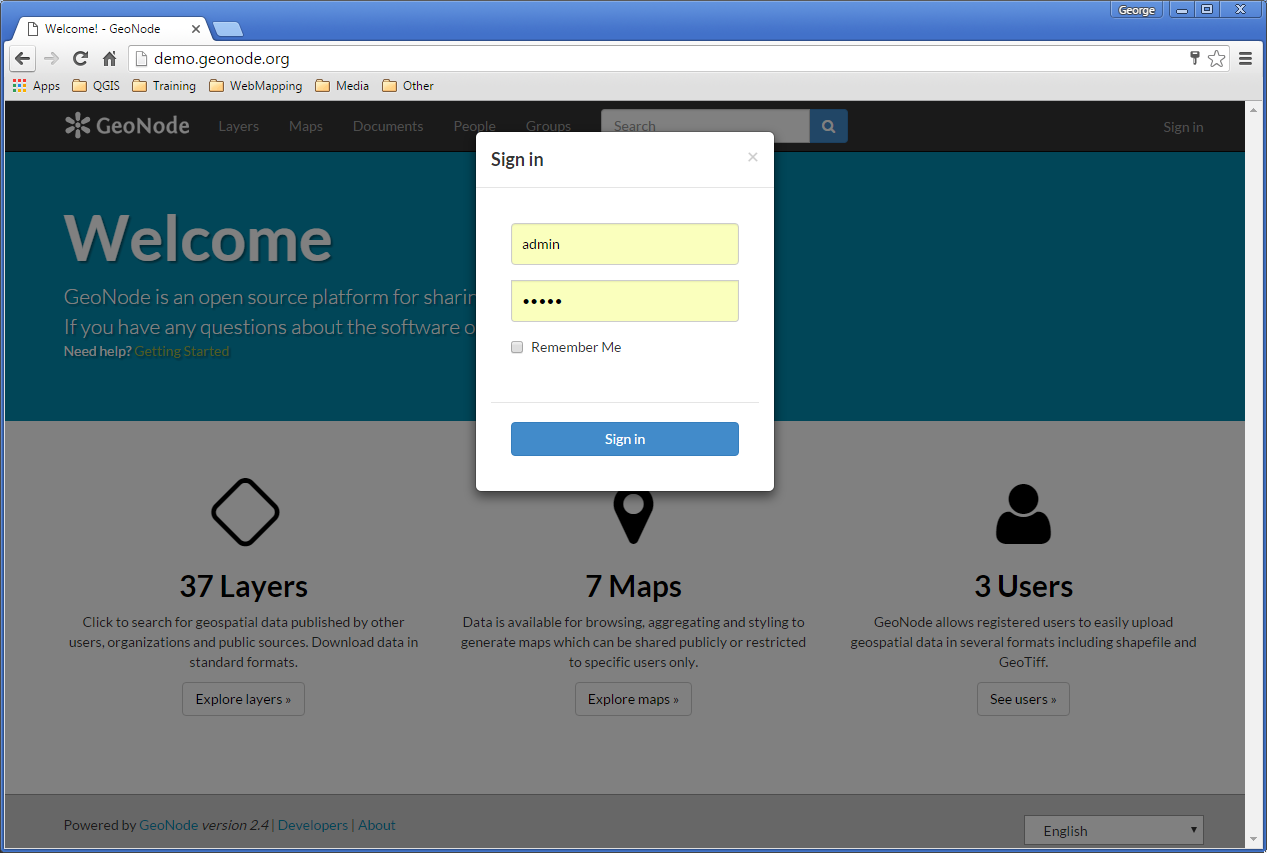 George
Welcome! - GeoNode
demo.geonode.org
Apps QGIS Training WebMapping Media Other
GeoNode Layers Maps Documents People Groups Search Sign in
Sign in ×
Welcome
admin
GeoNode is an open source platform for sharin
•••••
If you have any questions about the software o
Need help? Getting Started
Remember Me
Sign in
37 Layers
Click to search for geospatial data published by other
users, organizations and public sources. Download data in
standard formats.
Explore layers »
7 Maps
Data is available for browsing, aggregating and styling to
generate maps which can be shared publicly or restricted
to specific users only.
Explore maps »
3 Users
GeoNode allows registered users to easily upload
geospatial data in several formats including shapefile and
GeoTiff.
See users »
Powered by GeoNode version 2.4 | Developers | About
English